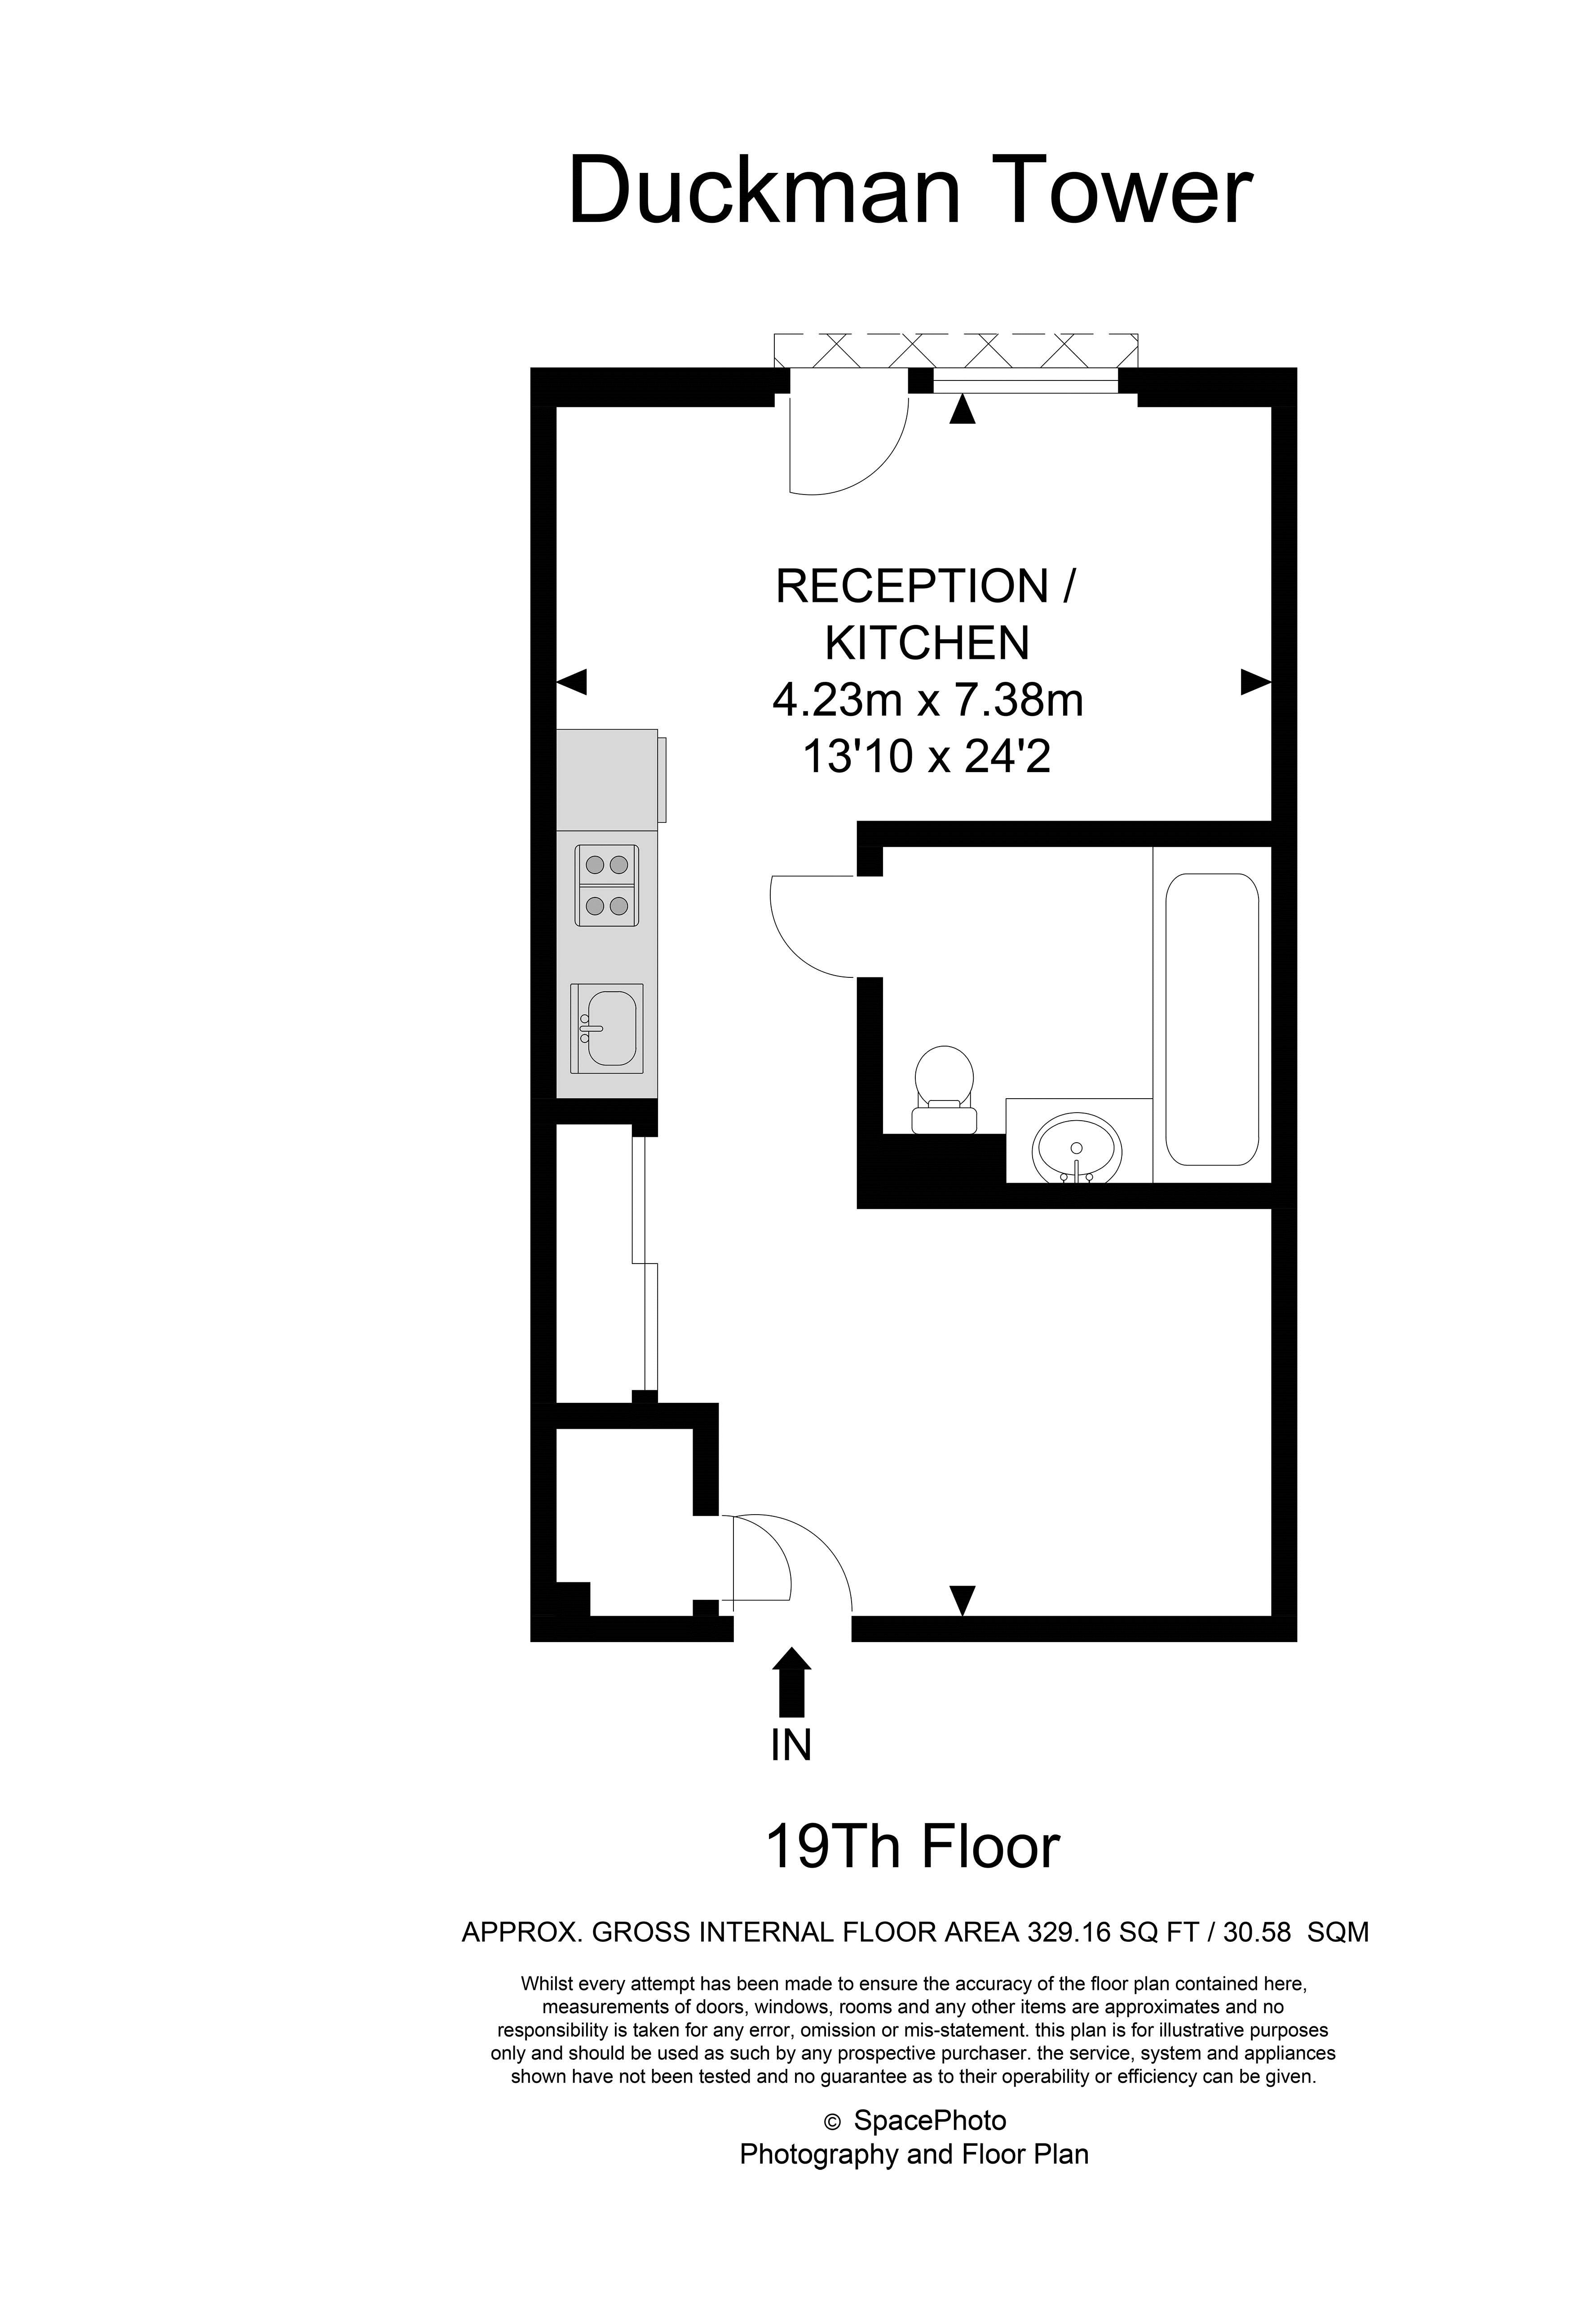 Duckman Tower
RECEPTION /
KITCHEN
4.23m x 7.38m
13'10 x 24'2
IN
19Th Floor
APPROX. GROSS INTERNAL FLOOR AREA 329.16 SQ FT / 30.58  SQM
Whilst every attempt has been made to ensure the accuracy of the floor plan contained here,
measurements of doors, windows, rooms and any other items are approximates and no
responsibility is taken for any error, omission or mis-statement. this plan is for illustrative purposes
only and should be used as such by any prospective purchaser. the service, system and appliances
shown have not been tested and no guarantee as to their operability or efficiency can be given.
© SpacePhoto
Photography and Floor Plan